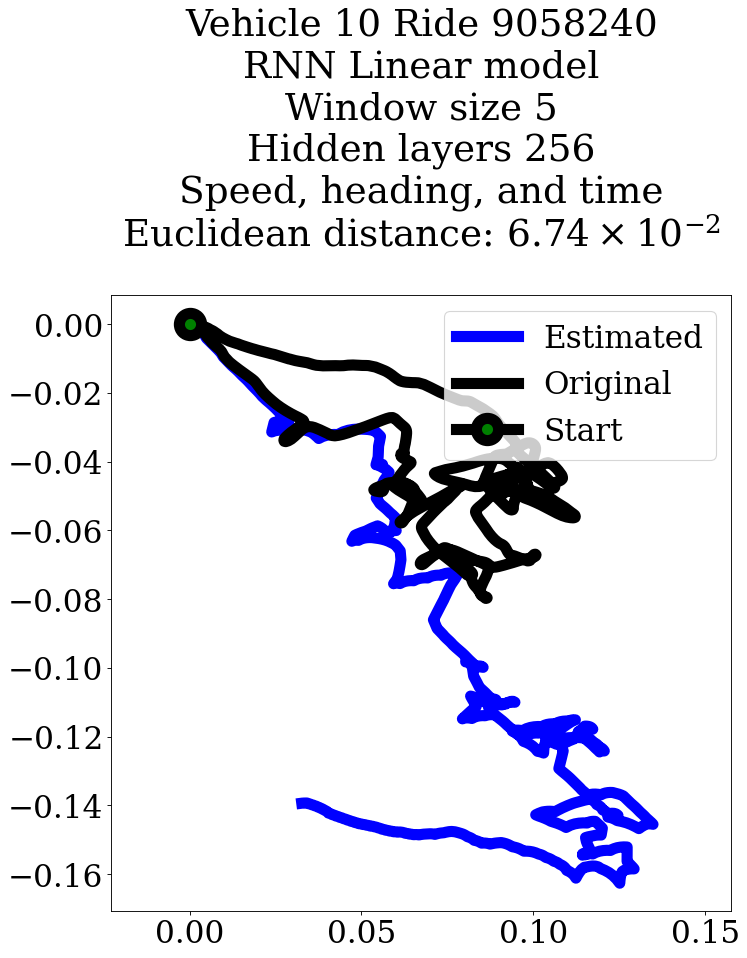 Vehicle 10 Ride 9058240
RNN Linear model
Window size 5
Hidden layers 256
Speed, heading, and time
Euclidean distance: 6.74 × 10⁻²
Estimated
Original
Start
0.00
−0.02
−0.04
−0.06
−0.08
−0.10
−0.12
−0.14
−0.16
0.00 0.05 0.10 0.15